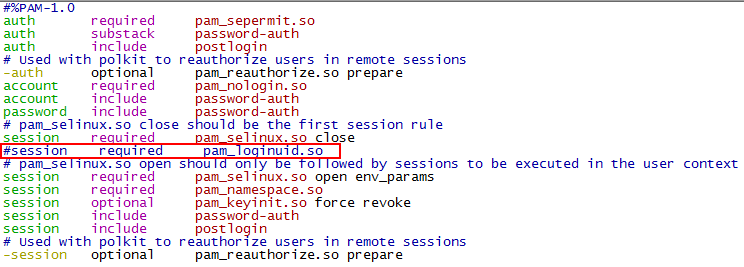 #%PAM-1.0
auth required pam_sepermit.so
auth substack password-auth
auth include postlogin
# Used with polkit to reauthorize users in remote sessions
-auth optional pam_reauthorize.so prepare
account required pam_nologin.so
account include password-auth
password include password-auth
# pam_selinux.so close should be the first session rule
session required pam_selinux.so close
#session required pam_loginuid.so
# pam_selinux.so open should only be followed by sessions to be executed in the user context
session required pam_selinux.so open env_params
session required pam_namespace.so
session optional pam_keyinit.so force revoke
session include password-auth
session include postlogin
# Used with polkit to reauthorize users in remote sessions
-session optional pam_reauthorize.so prepare